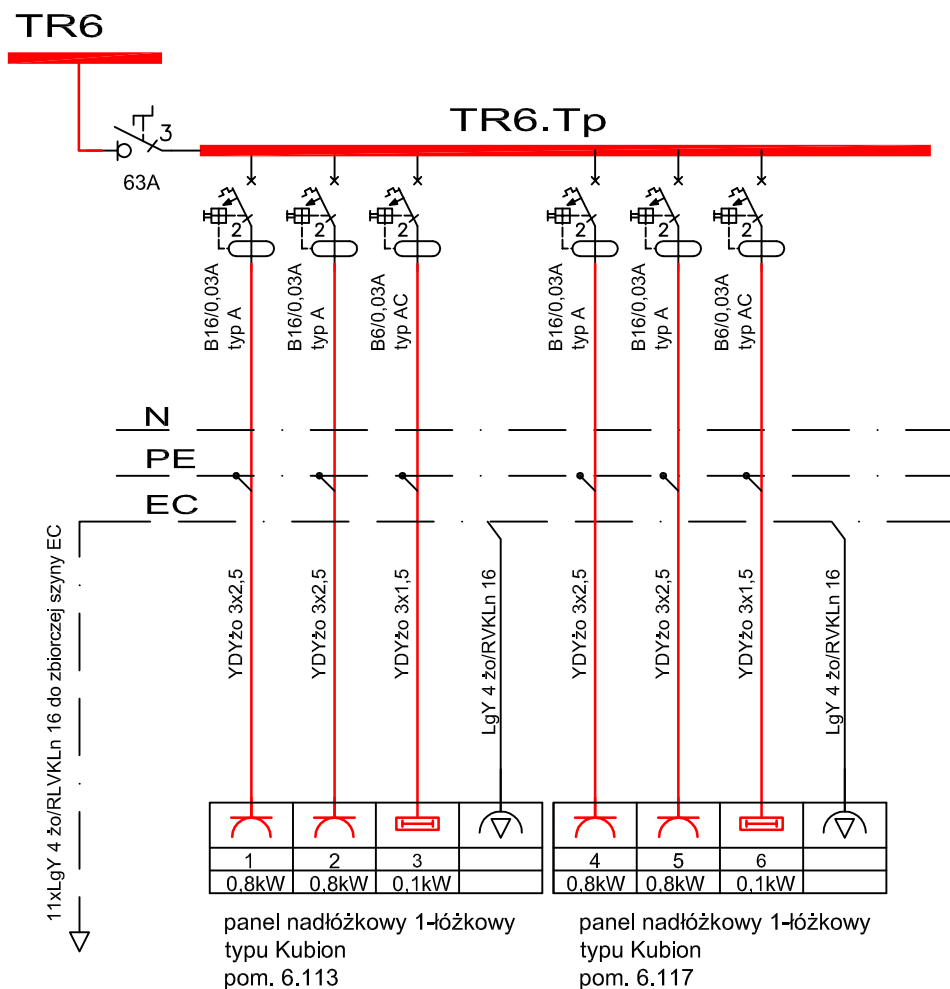 TR6
TR6.Tp
3
63A
2
2
2
2
2
2
B16/0,03A
typ A
B16/0,03A
typ A
B6/0,03A
typ AC
B16/0,03A
typ A
B16/0,03A
typ A
B6/0,03A
typ AC
N
PE
EC
11xLgY 4 żo/RLVKLn 16 do zbiorczej szyny EC
YDYżo 3x2,5
YDYżo 3x2,5
YDYżo 3x1,5
LgY 4 żo/RVKLn 16
YDYżo 3x2,5
YDYżo 3x2,5
YDYżo 3x1,5
LgY 4 żo/RVKLn 16
1 2 3
0,8kW 0,8kW 0,1kW
4 5 6
0,8kW 0,8kW 0,1kW
panel nadłóżkowy 1-łóżkowy
typu Kubion
pom. 6.113
panel nadłóżkowy 1-łóżkowy
typu Kubion
pom. 6.117